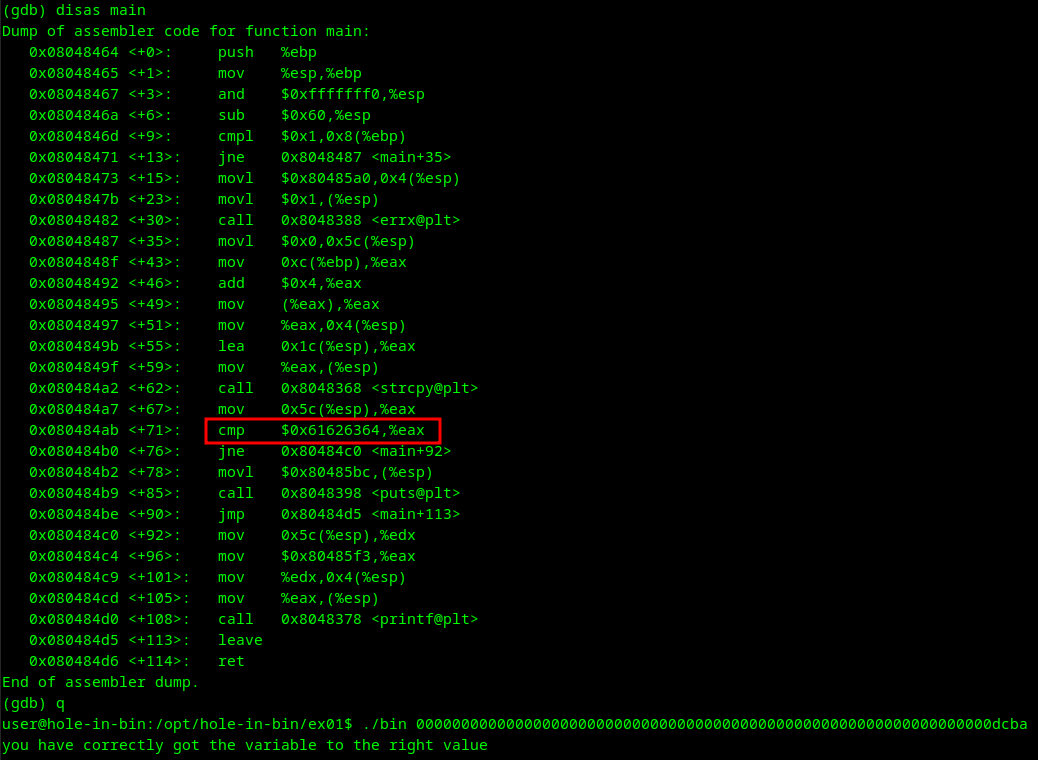 (gdb) disas main
Dump of assembler code for function main:
   0x08048464 <+0>:     push   %ebp
   0x08048465 <+1>:     mov    %esp,%ebp
   0x08048467 <+3>:     and    $0xfffffff0,%esp
   0x0804846a <+6>:     sub    $0x60,%esp
   0x0804846d <+9>:     cmpl   $0x1,0x8(%ebp)
   0x08048471 <+13>:    jne    0x8048487 <main+35>
   0x08048473 <+15>:    movl   $0x80485a0,0x4(%esp)
   0x0804847b <+23>:    movl   $0x1,(%esp)
   0x08048482 <+30>:    call   0x8048388 <errx@plt>
   0x08048487 <+35>:    movl   $0x0,0x5c(%esp)
   0x0804848f <+43>:    mov    0xc(%ebp),%eax
   0x08048492 <+46>:    add    $0x4,%eax
   0x08048495 <+49>:    mov    (%eax),%eax
   0x08048497 <+51>:    mov    %eax,0x4(%esp)
   0x0804849b <+55>:    lea    0x1c(%esp),%eax
   0x0804849f <+59>:    mov    %eax,(%esp)
   0x080484a2 <+62>:    call   0x8048368 <strcpy@plt>
   0x080484a7 <+67>:    mov    0x5c(%esp),%eax
   0x080484ab <+71>:    cmp    $0x61626364,%eax
   0x080484b0 <+76>:    jne    0x80484c0 <main+92>
   0x080484b2 <+78>:    movl   $0x80485bc,(%esp)
   0x080484b9 <+85>:    call   0x8048398 <puts@plt>
   0x080484be <+90>:    jmp    0x80484d5 <main+113>
   0x080484c0 <+92>:    mov    0x5c(%esp),%edx
   0x080484c4 <+96>:    mov    $0x80485f3,%eax
   0x080484c9 <+101>:   mov    %edx,0x4(%esp)
   0x080484cd <+105>:   mov    %eax,(%esp)
   0x080484d0 <+108>:   call   0x8048378 <printf@plt>
   0x080484d5 <+113>:   leave
   0x080484d6 <+114>:   ret
End of assembler dump.
(gdb) q
user@hole-in-bin:/opt/hole-in-bin/ex01$ ./bin 0000000000000000000000000000000000000000000000000000000000000000dcba
you have correctly got the variable to the right value